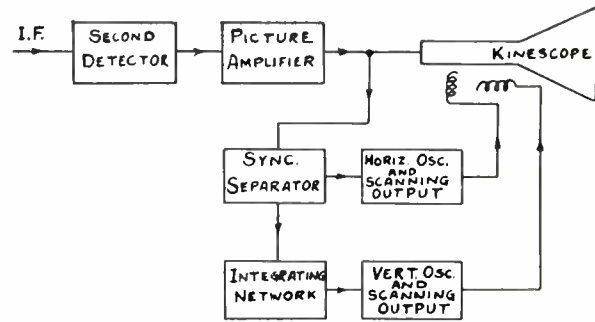 I.F.
SECOND
DETECTOR
PICTURE
AMPLIFIER
KINESCOPE
SYNC.
SEPARATOR
HORIZ. OSC.
AND
SCANNING
OUTPUT
INTEGRATING
NETWORK
VERT. OSC.
AND
SCANNING
OUTPUT